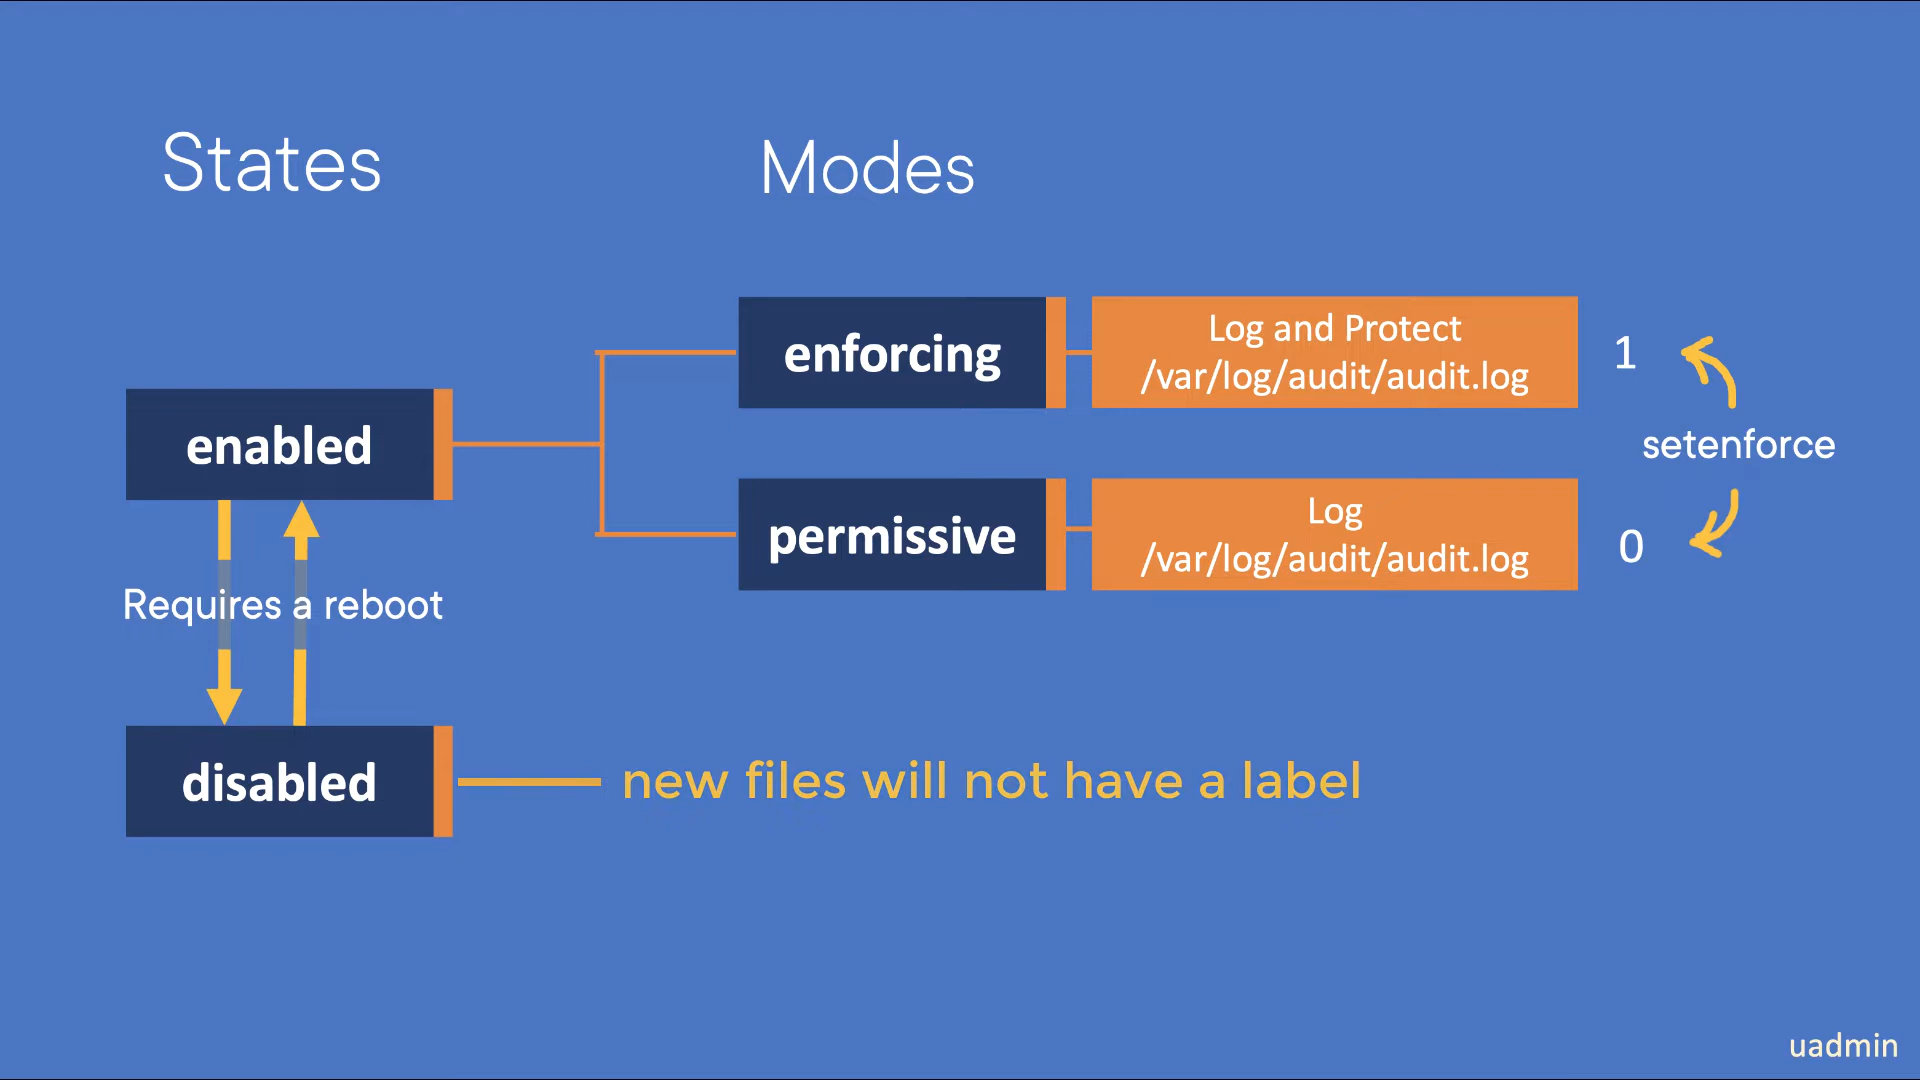 States
Modes
enforcing
Log and Protect
/var/log/audit/audit.log
1
enabled
setenforce
permissive
Log
/var/log/audit/audit.log
0
Requires a reboot
disabled
new files will not have a label
uadmin